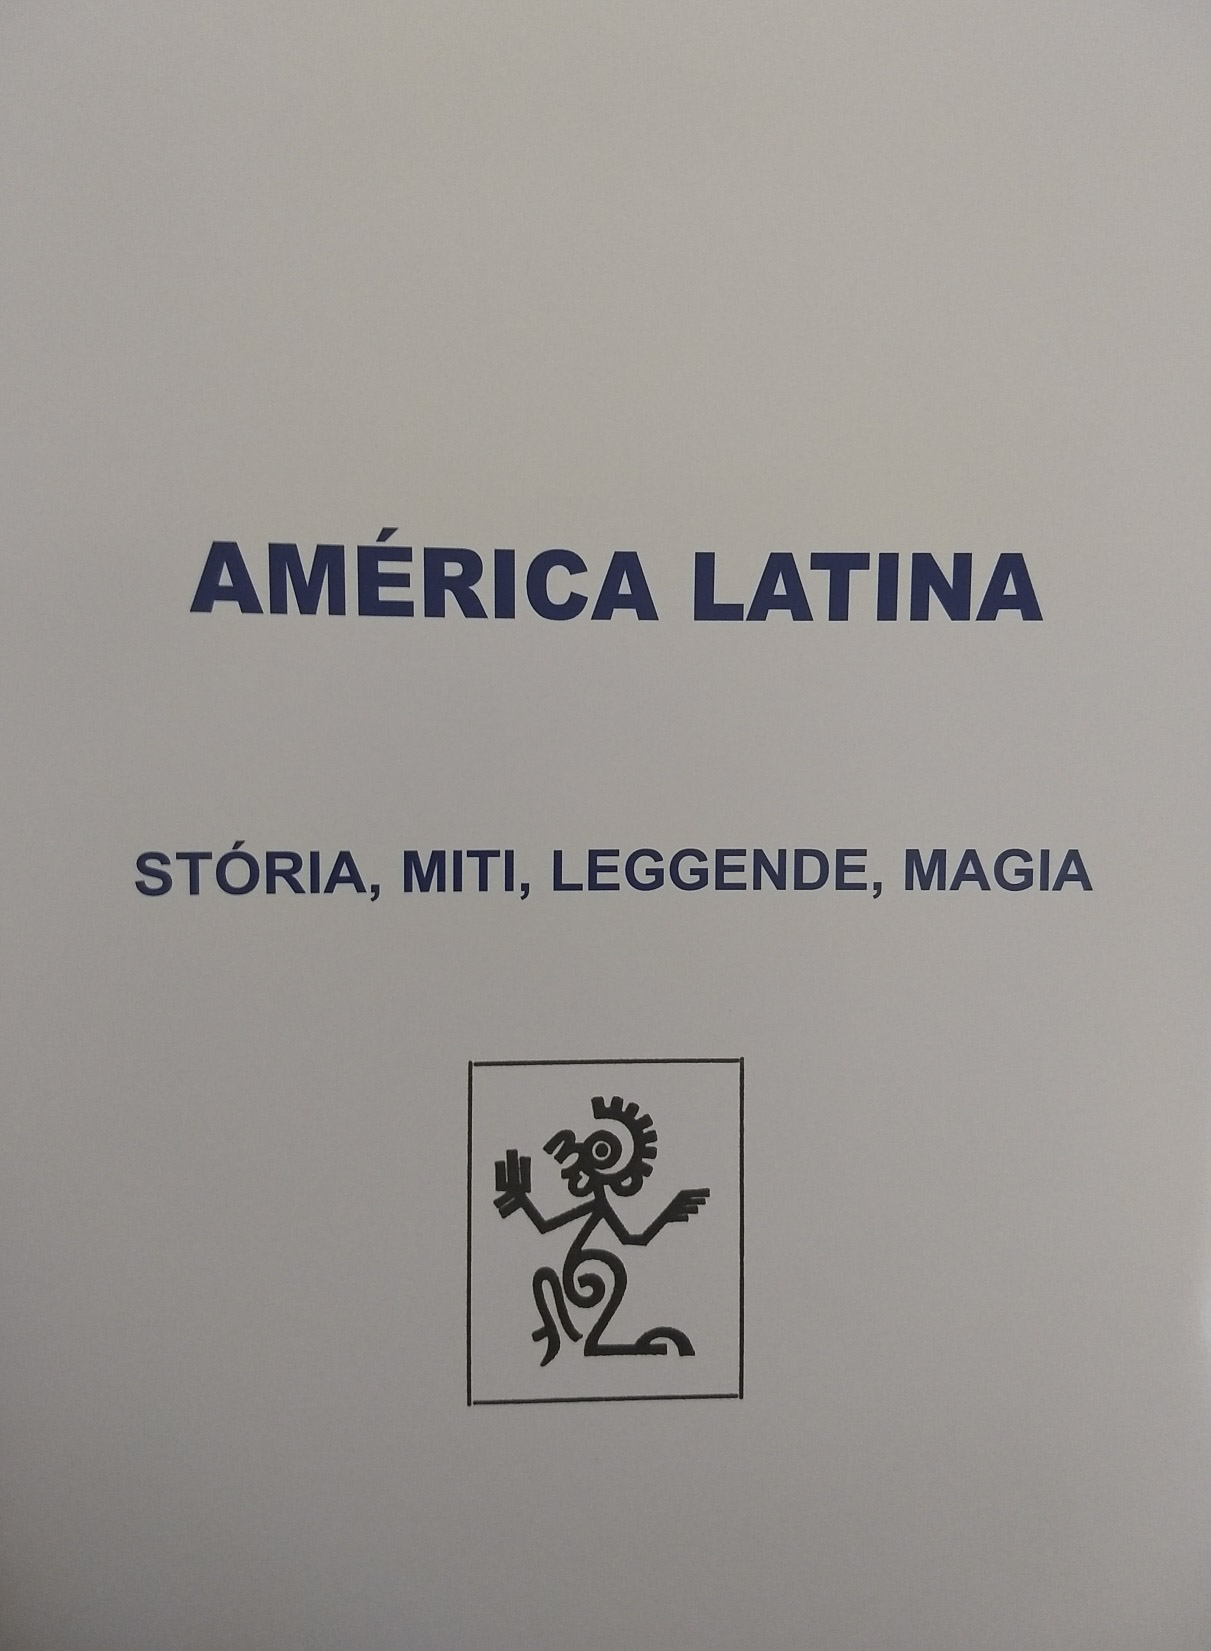 AMÉRICA LATINA
STÓRIA, MITI, LEGGENDE, MAGIA